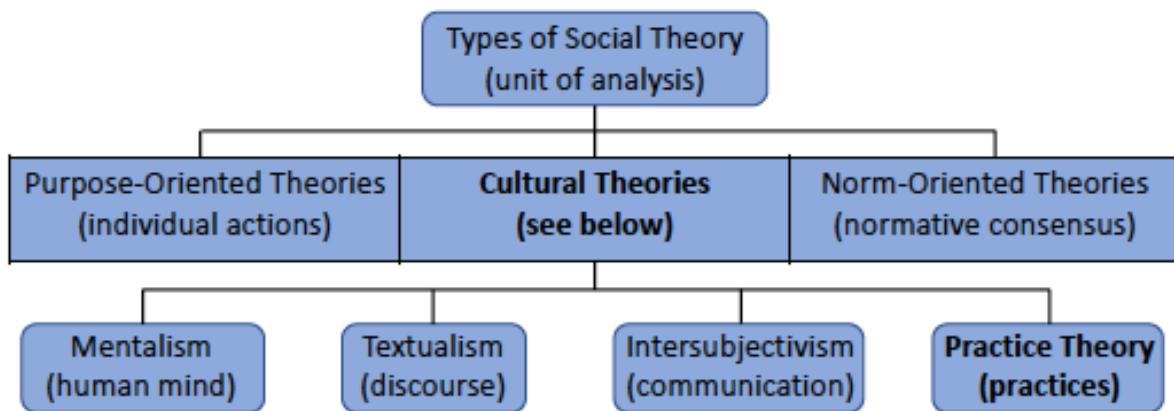 Types of Social Theory
(unit of analysis)
Purpose-Oriented Theories
(individual actions)
Cultural Theories
(see below)
Norm-Oriented Theories
(normative consensus)
Mentalism
(human mind)
Textualism
(discourse)
Intersubjectivism
(communication)
Practice Theory
(practices)